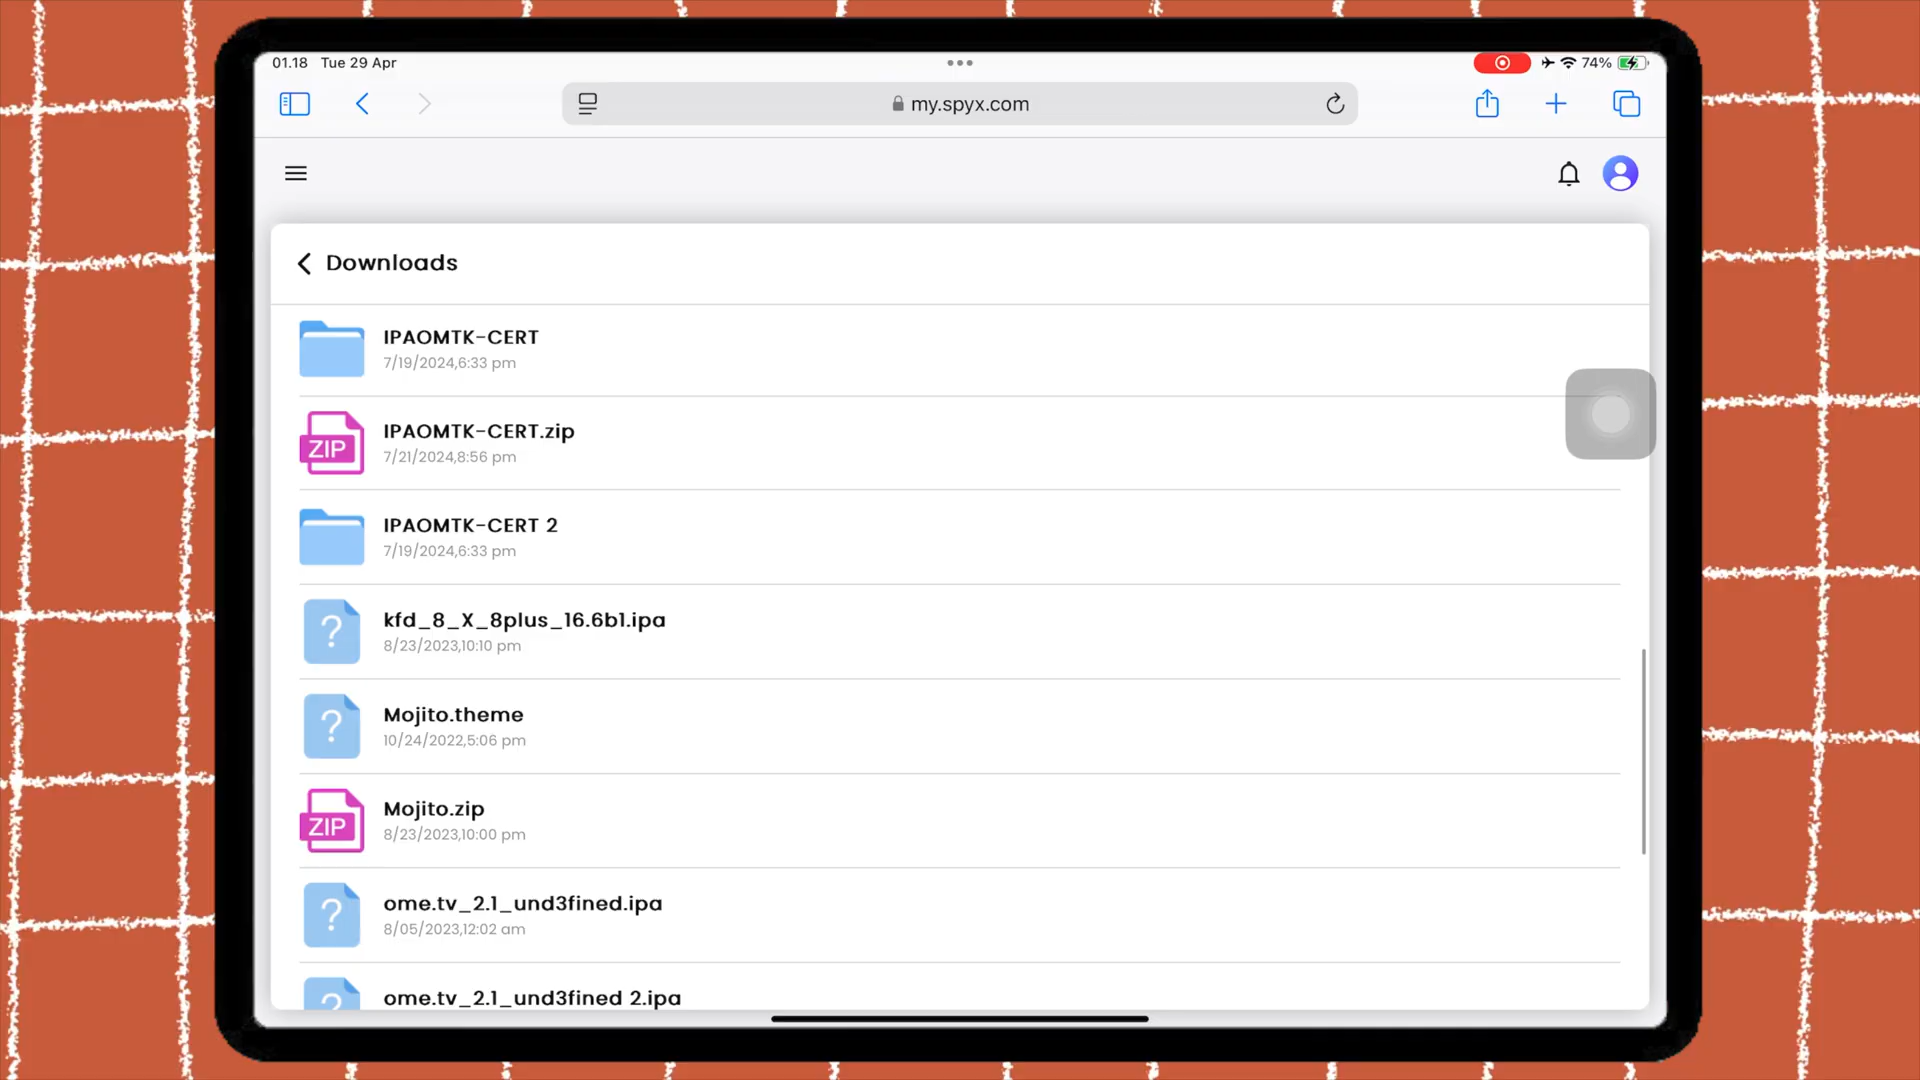 01.18 Tue 29 Apr
74%
my.spyx.com
Downloads
IPAOMTK-CERT
7/19/2024,6:33 pm
ZIP
IPAOMTK-CERT.zip
7/21/2024,8:56 pm
IPAOMTK-CERT 2
7/19/2024,6:33 pm
?
kfd_8_X_8plus_16.6b1.ipa
8/23/2023,10:10 pm
?
Mojito.theme
10/24/2022,5:06 pm
ZIP
Mojito.zip
8/23/2023,10:00 pm
?
ome.tv_2.1_und3fined.ipa
8/05/2023,12:02 am
?
ome.tv_2.1_und3fined 2.ipa